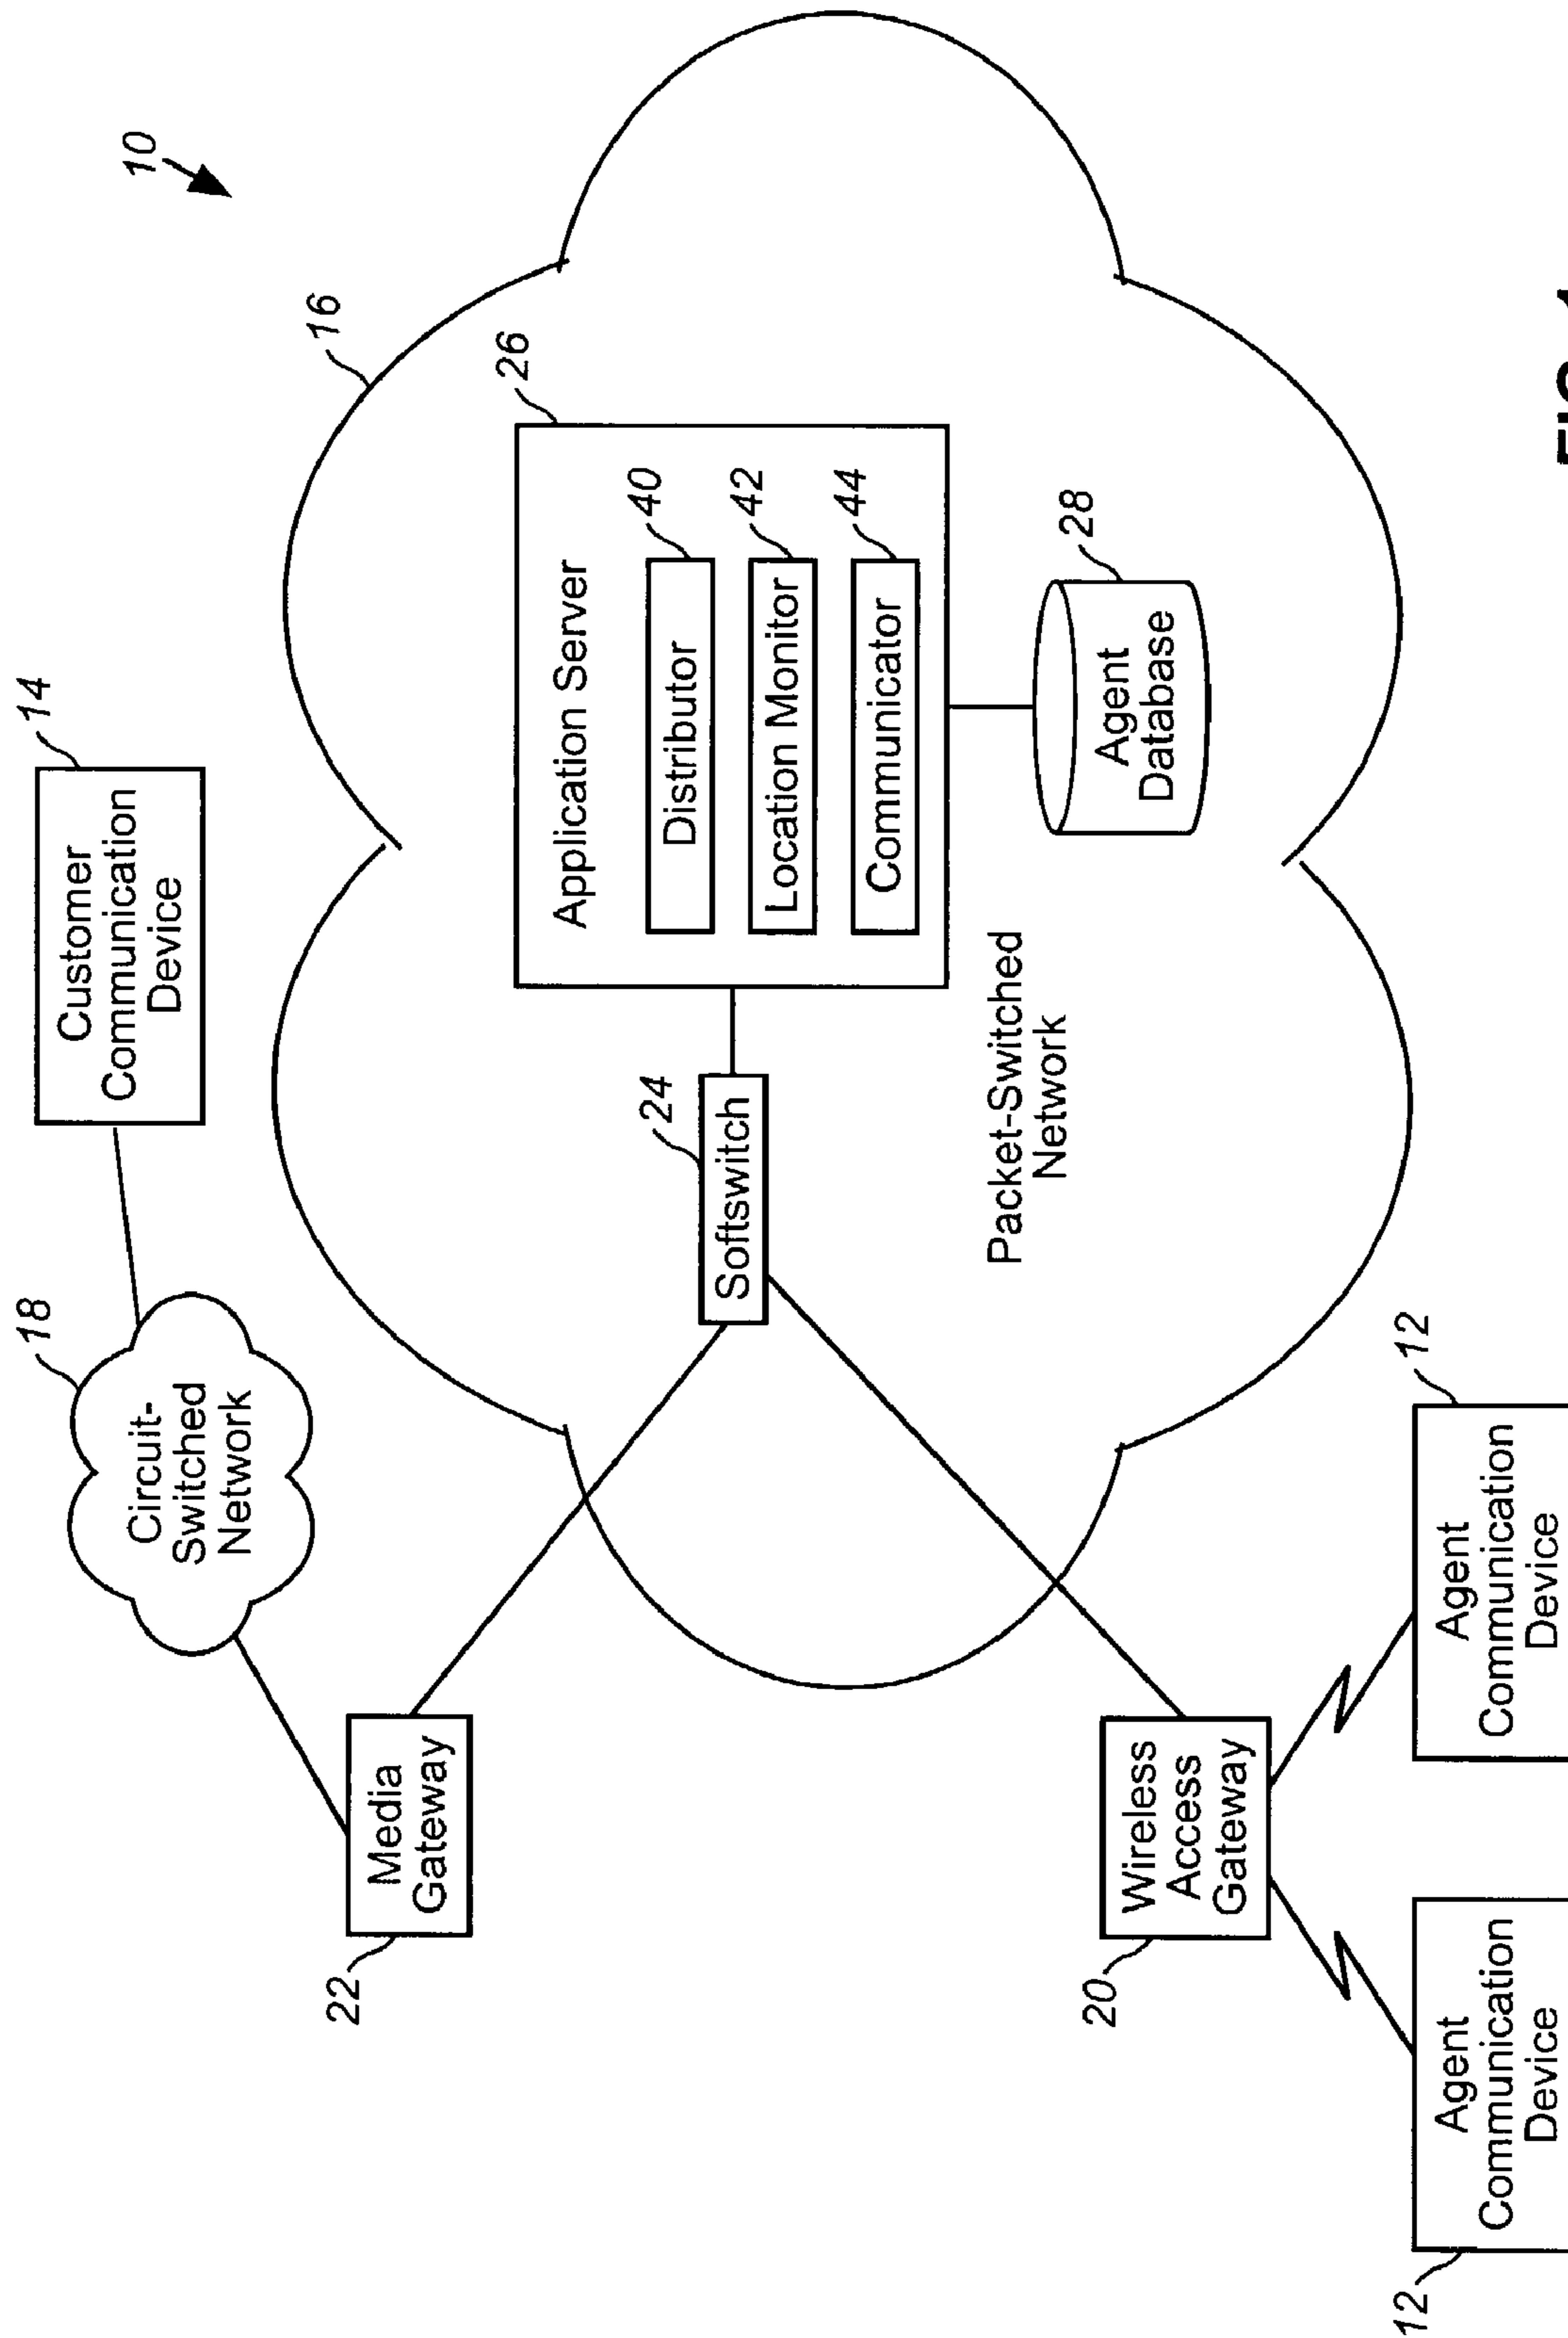 10
14
Customer
Communication
Device
18
Circuit-
Switched
Network
16
22
Media
Gateway
26
Application Server
40
Distributor
42
Location Monitor
44
Communicator
24
Softswitch
28
Agent
Database
Packet-Switched
Network
20
Wireless
Access
Gateway
12
Agent
Communication
Device
12
Agent
Communication
Device